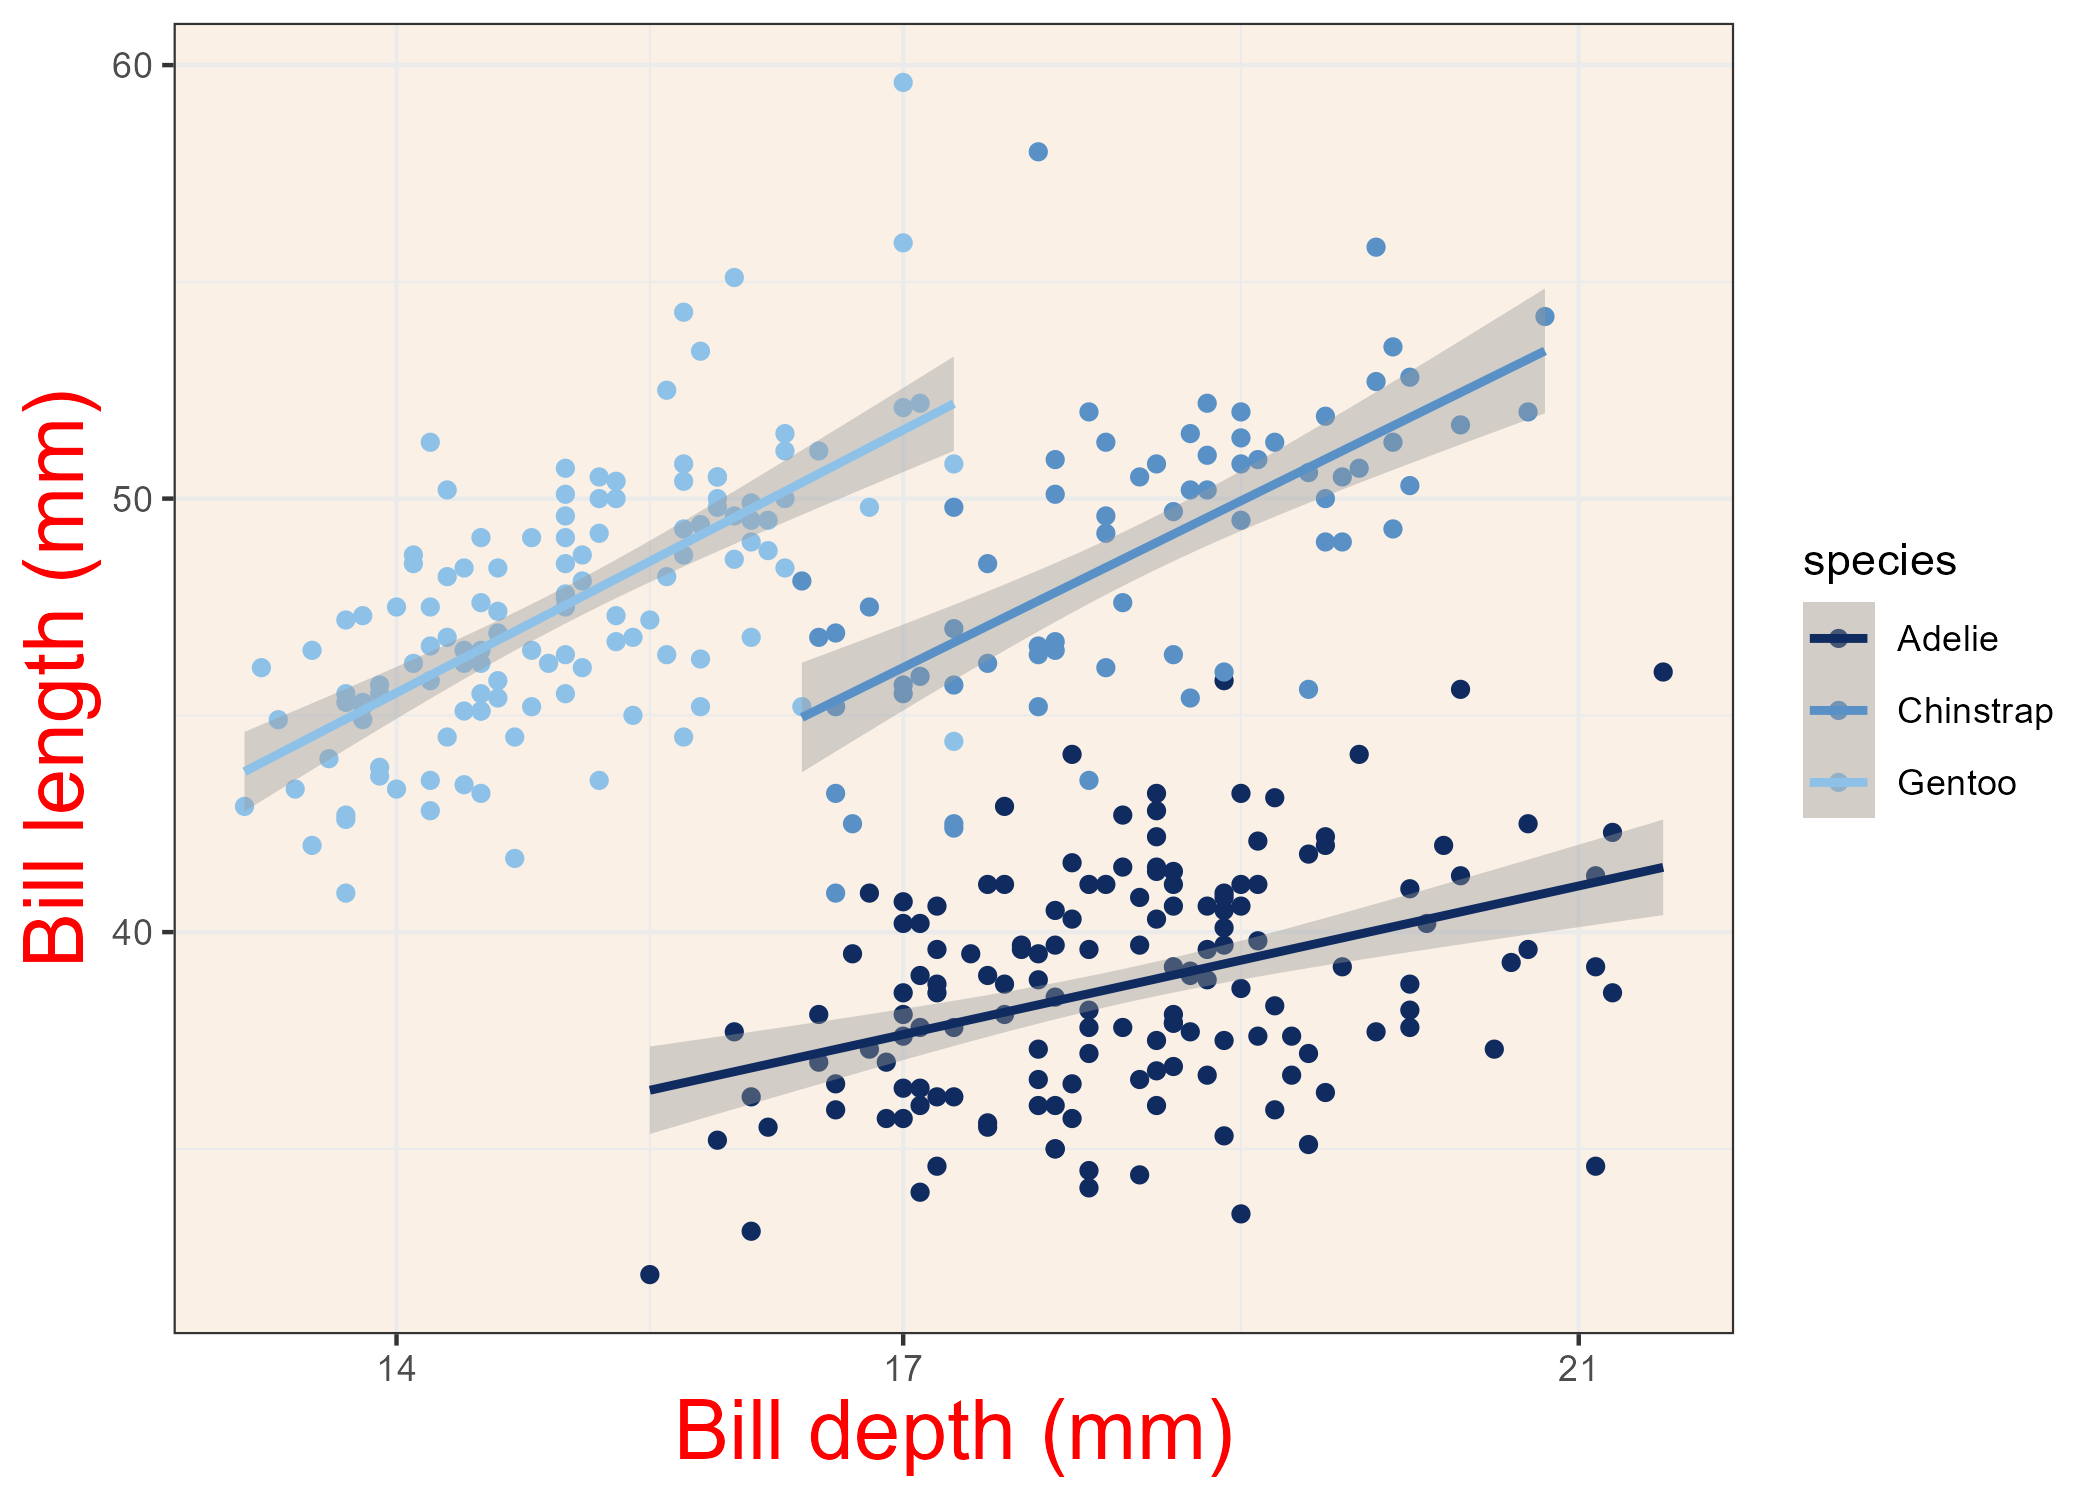 60
50
40
Bill length (mm)
14 17 21
Bill depth (mm)
species
Adelie
Chinstrap
Gentoo